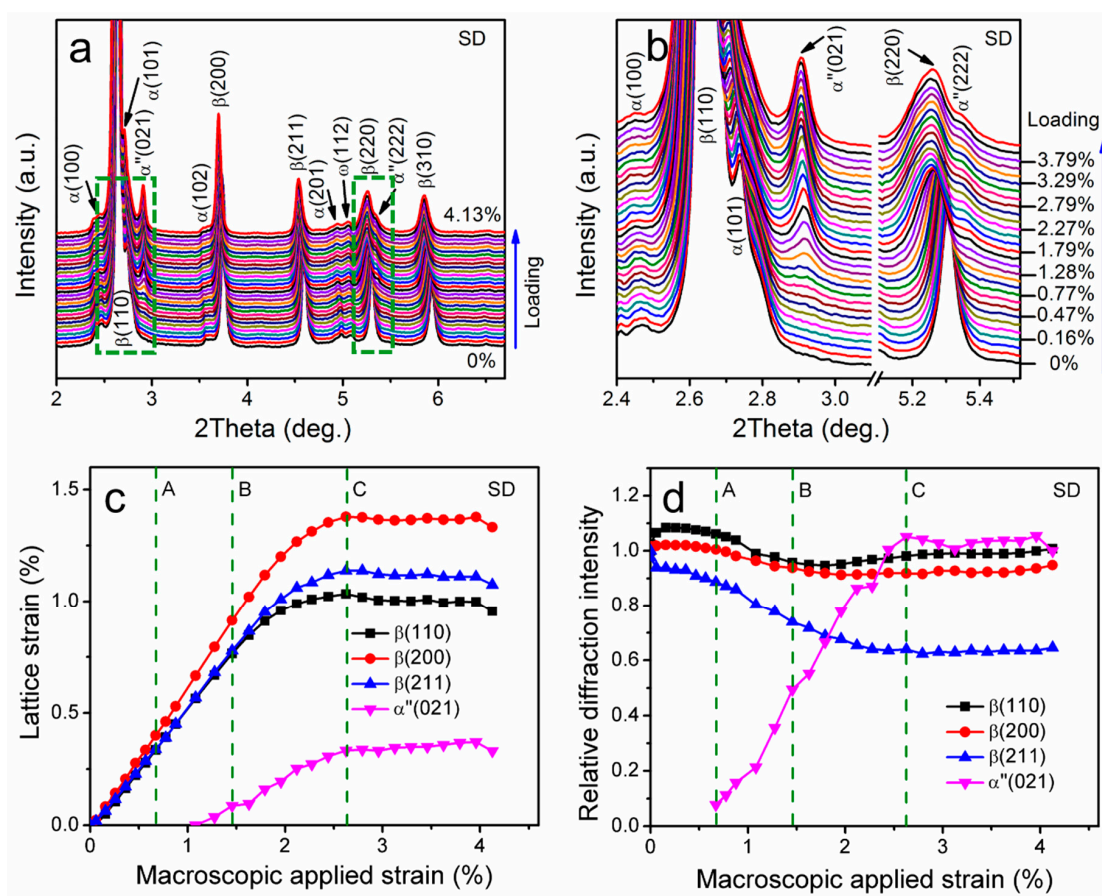 a
SD
α(100)
α(101)
α"(021)
β(110)
α(102)
β(200)
β(211)
α(201)
ω(112)
β(220)
α"(222)
β(310)
4.13%
0%
Loading
Intensity (a.u.)
2 3 4 5 6
2Theta (deg.)
b
SD
α(100)
β(110)
α(101)
α"(021)
β(220)
α"(222)
Loading
3.79%
3.29%
2.79%
2.27%
1.79%
1.28%
0.77%
0.47%
0.16%
0%
Intensity (a.u.)
2.4 2.6 2.8 3.0 5.2 5.4
2Theta (deg.)
c
A
B
C
SD
1.5
1.0
0.5
0.0
Lattice strain (%)
β(110)
β(200)
β(211)
α"(021)
0 1 2 3 4
Macroscopic applied strain (%)
d
A
B
C
SD
1.2
1.0
0.8
0.6
0.4
0.2
0.0
Relative diffraction intensity
β(110)
β(200)
β(211)
α"(021)
0 1 2 3 4
Macroscopic applied strain (%)